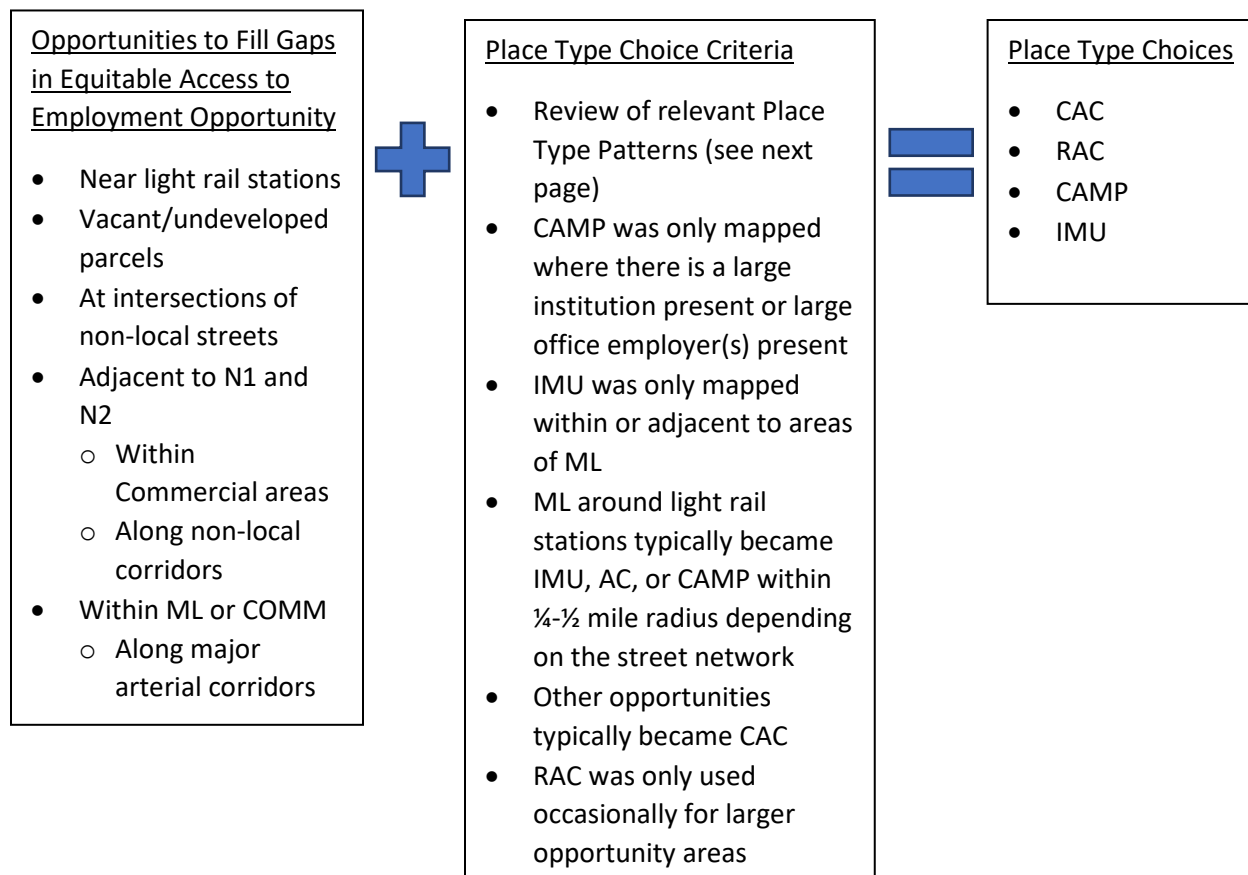 Opportunities to Fill Gaps
in Equitable Access to
Employment Opportunity
• Near light rail stations
• Vacant/undeveloped
parcels
• At intersections of
non-local streets
• Adjacent to N1 and
N2
o Within
Commercial areas
o Along non-local
corridors
• Within ML or COMM
o Along major
arterial corridors
Place Type Choice Criteria
• Review of relevant Place
Type Patterns (see next
page)
• CAMP was only mapped
where there is a large
institution present or large
office employer(s) present
• IMU was only mapped
within or adjacent to areas
of ML
• ML around light rail
stations typically became
IMU, AC, or CAMP within
¼-½ mile radius depending
on the street network
• Other opportunities
typically became CAC
• RAC was only used
occasionally for larger
opportunity areas
Place Type Choices
• CAC
• RAC
• CAMP
• IMU